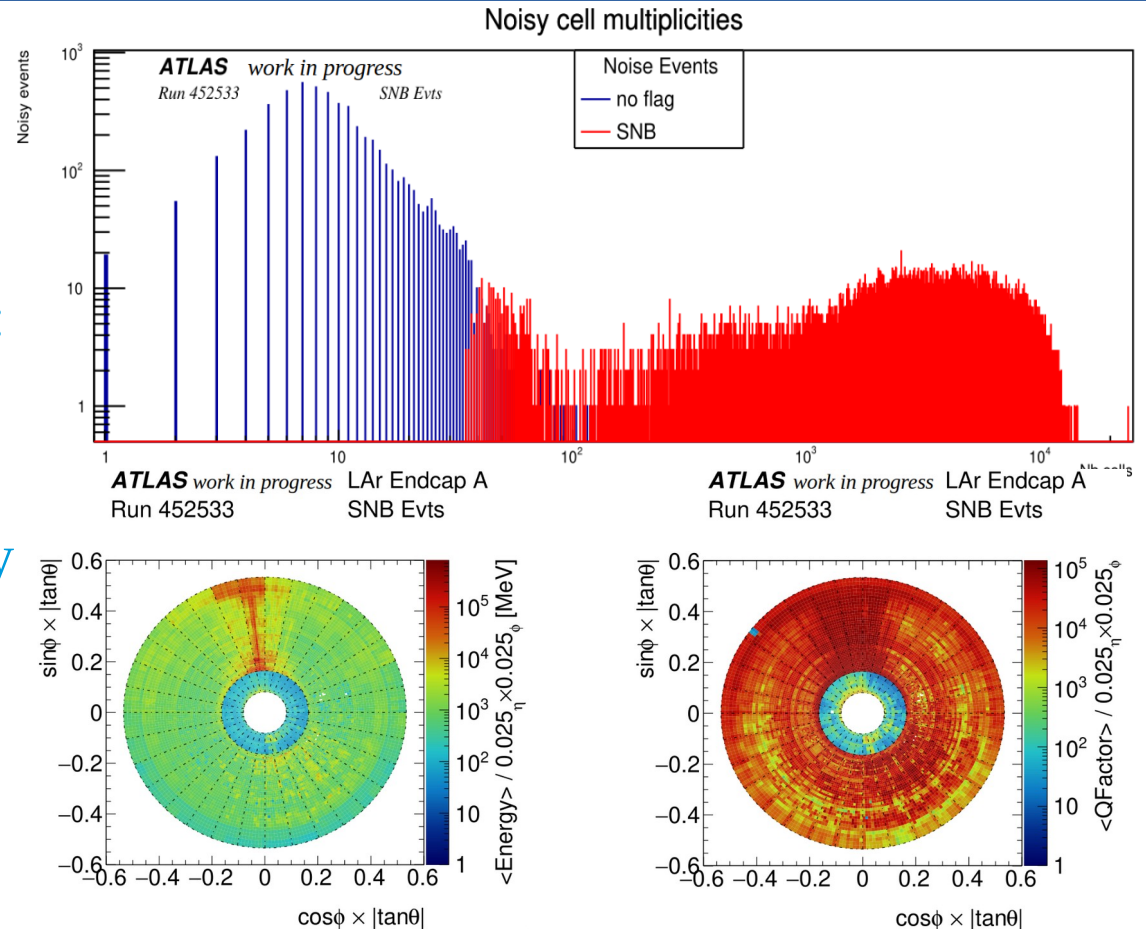 Noisy cell multiplicities
Noisy events
10³
10²
10
1
ATLAS work in progress
Run 452533 SNB Evts
Noise Events
no flag
SNB
1 10 10² 10³ 10⁴
ATLAS work in progress LAr Endcap A
Run 452533 SNB Evts
ATLAS work in progress LAr Endcap A
Run 452533 SNB Evts
y
sinϕ × |tanθ|
0.6
0.4
0.2
0
−0.2
−0.4
−0.6
−0.6 −0.4 −0.2 0 0.2 0.4 0.6
cosϕ × |tanθ|
10⁵
10⁴
10³
10²
10
1
<Energy> / 0.025η×0.025ϕ [MeV]
sinϕ × |tanθ|
0.6
0.4
0.2
0
−0.2
−0.4
−0.6
−0.6 −0.4 −0.2 0 0.2 0.4 0.6
cosϕ × |tanθ|
10⁵
10⁴
10³
10²
10
1
<QFactor> / 0.025η×0.025ϕ